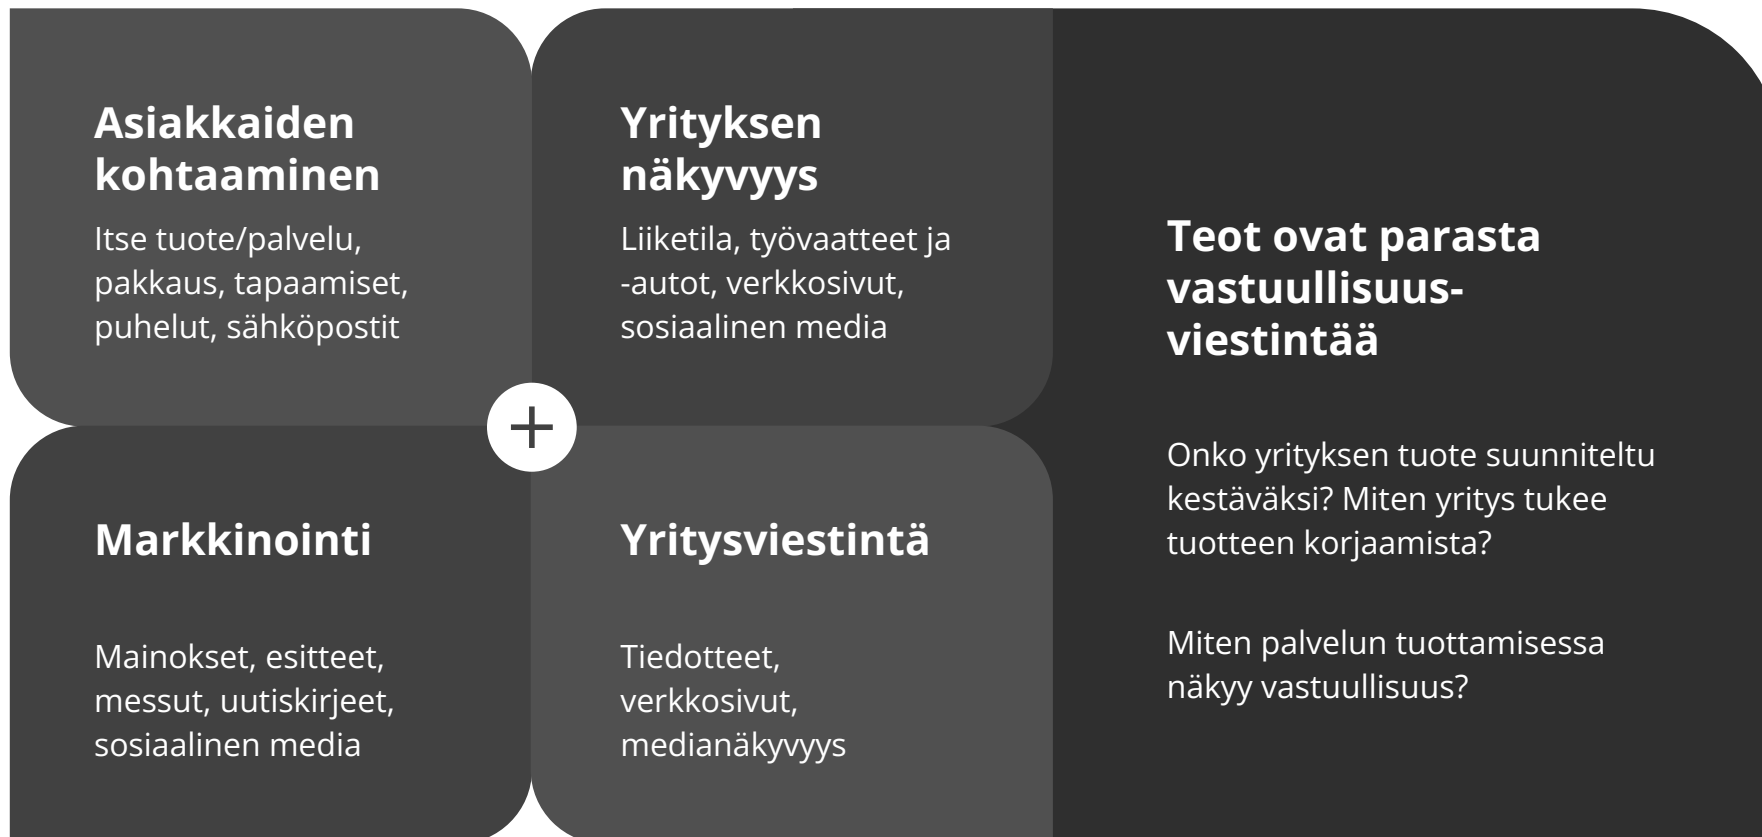 Asiakkaiden
kohtaaminen
Itse tuote/palvelu,
pakkaus, tapaamiset,
puhelut, sähköpostit
Yrityksen
näkyvyys
Liiketila, työvaatteet ja
-autot, verkkosivut,
sosiaalinen media
Markkinointi
Mainokset, esitteet,
messut, uutiskirjeet,
sosiaalinen media
Yritysviestintä
Tiedotteet,
verkkosivut,
medianäkyvyys
Teot ovat parasta
vastuullisuus-
viestintää
Onko yrityksen tuote suunniteltu
kestäväksi? Miten yritys tukee
tuotteen korjaamista?
Miten palvelun tuottamisessa
näkyy vastuullisuus?